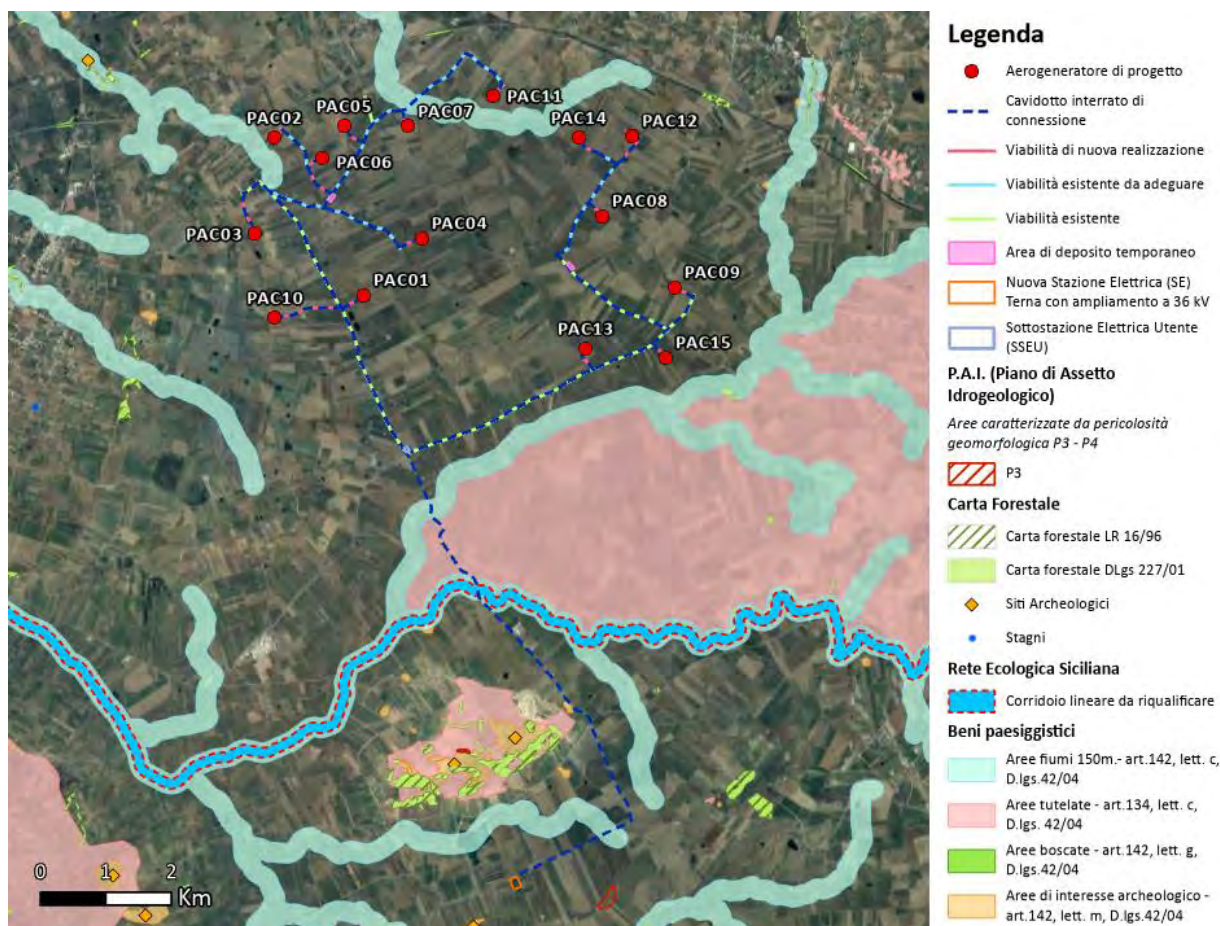 PAC11
PAC05
PAC07
PAC02
PAC14
PAC12
PAC06
PAC08
PAC04
PAC03
PAC09
PAC01
PAC10
PAC13
PAC15
0 1 2
Km
Legenda
Aerogeneratore di progetto
Cavidotto interrato di
connessione
Viabilità di nuova realizzazione
Viabilità esistente da adeguare
Viabilità esistente
Area di deposito temporaneo
Nuova Stazione Elettrica (SE)
Terna con ampliamento a 36 kV
Sottostazione Elettrica Utente
(SSEU)
P.A.I. (Piano di Assetto
Idrogeologico)
Aree caratterizzate da pericolosità
geomorfologica P3 - P4
P3
Carta Forestale
Carta forestale LR 16/96
Carta forestale DLgs 227/01
Siti Archeologici
Stagni
Rete Ecologica Siciliana
Corridoio lineare da riqualificare
Beni paesiggistici
Aree fiumi 150m.- art.142, lett. c,
D.lgs.42/04
Aree tutelate - art.134, lett. c,
D.lgs. 42/04
Aree boscate - art.142, lett. g,
D.lgs.42/04
Aree di interesse archeologico -
art.142, lett. m, D.lgs.42/04